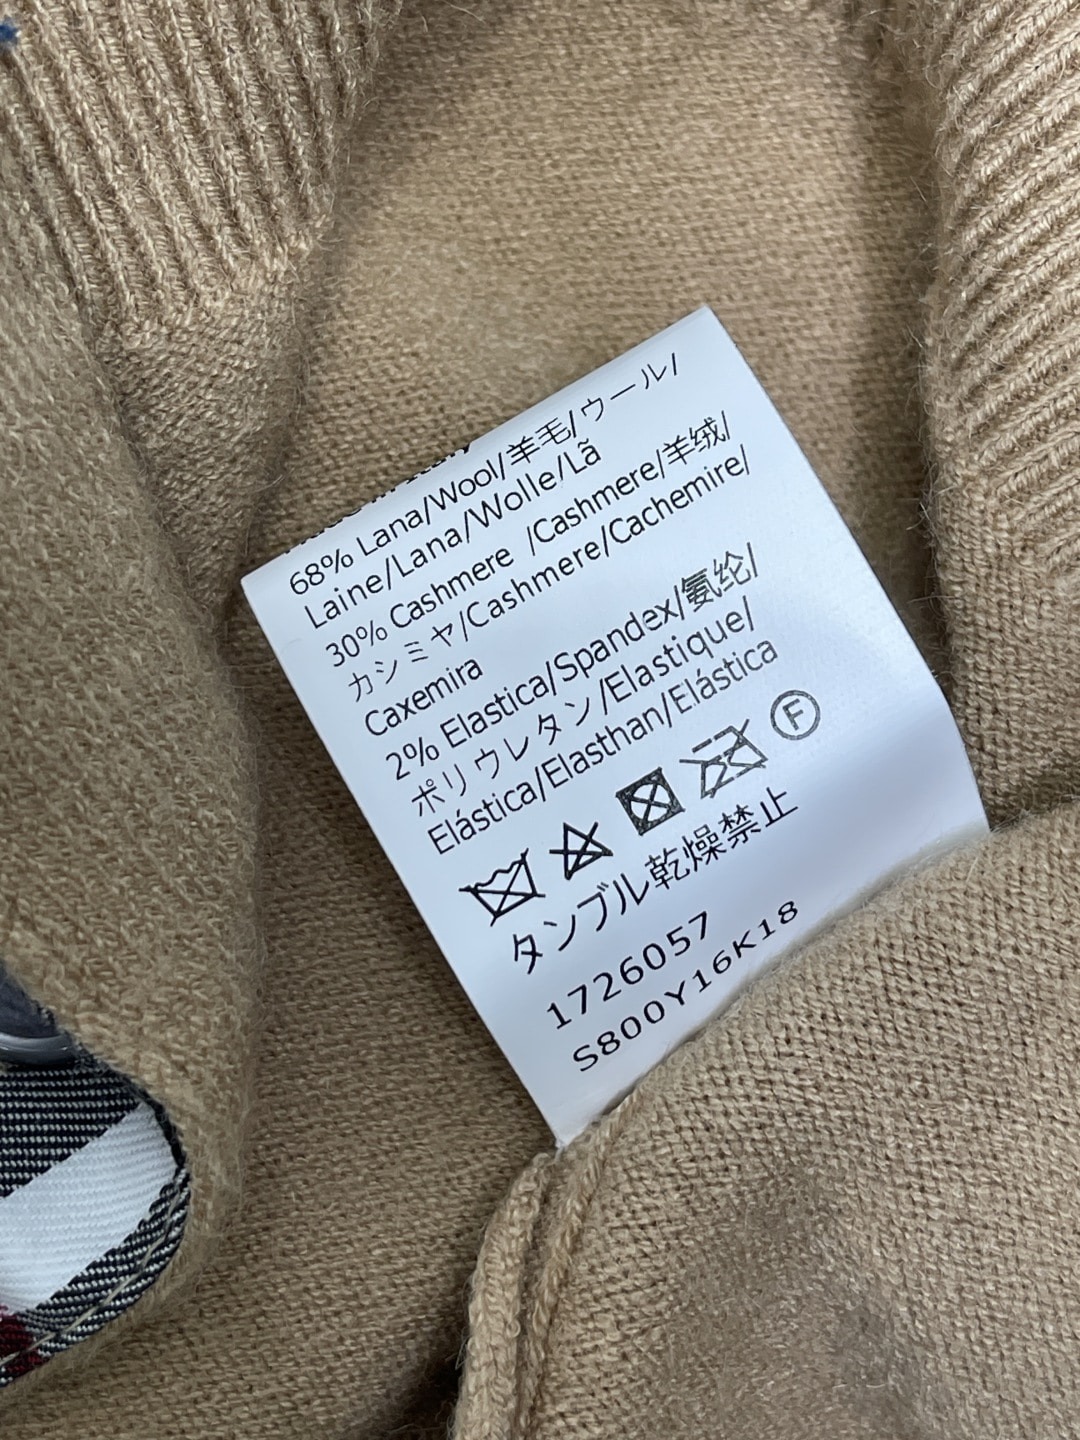 68% Lana/Wool/羊毛/ウール/
Laine/Lana/Wolle/Lã
30% Cashmere /Cashmere/羊绒/
カシミヤ/Cashmere/Cachemire/
Caxemira
2% Elastica/Spandex/氨纶/
ポリウレタン/Elastique/
Elástica/Elasthan/Elástica
F
タンブル乾燥禁止
1726057
S800Y16K18